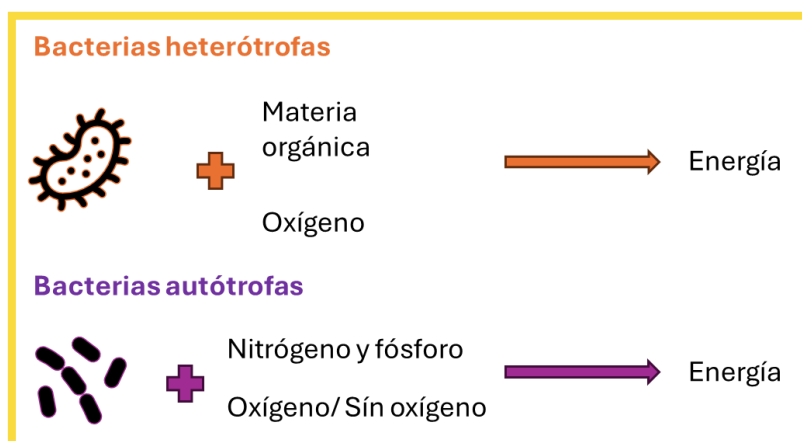 Bacterias heterótrofas
Materia
orgánica
Energía
Oxígeno
Bacterias autótrofas
Nitrógeno y fósforo
Energía
Oxígeno/ Sín oxígeno